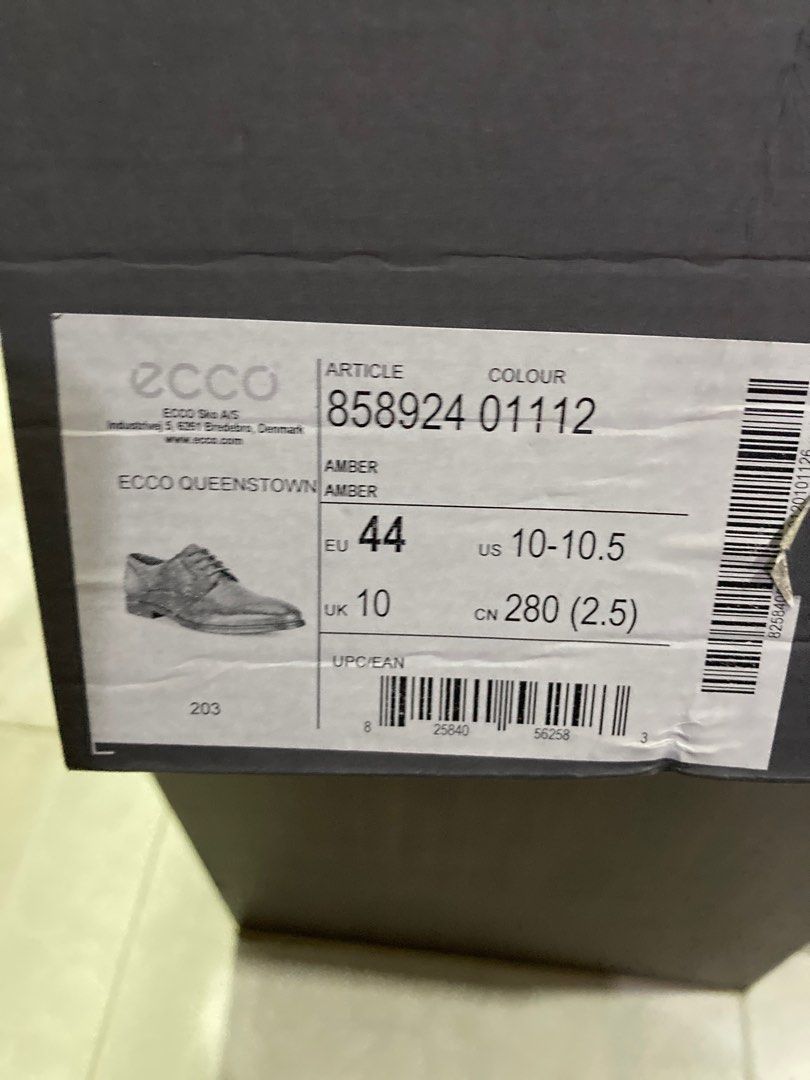 ecco
ECCO Sko A/S
Industrivej 5, 6261 Bredebro, Denmark
www.ecco.com
ECCO QUEENSTOWN
203
ARTICLE COLOUR
858924 01112
AMBER
AMBER
EU 44 US 10-10.5
UK 10 CN 280 (2.5)
UPC/EAN
8 25840 56258 3